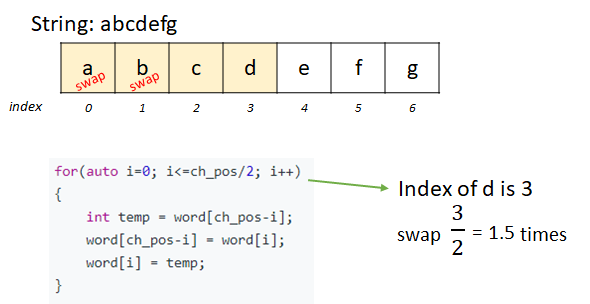 String: abcdefg
a b c d e f g
swap swap
index 0 1 2 3 4 5 6
for(auto i=0; i<=ch_pos/2; i++)
{
int temp = word[ch_pos-i];
word[ch_pos-i] = word[i];
word[i] = temp;
}
Index of d is 3
swap 3/2 = 1.5 times